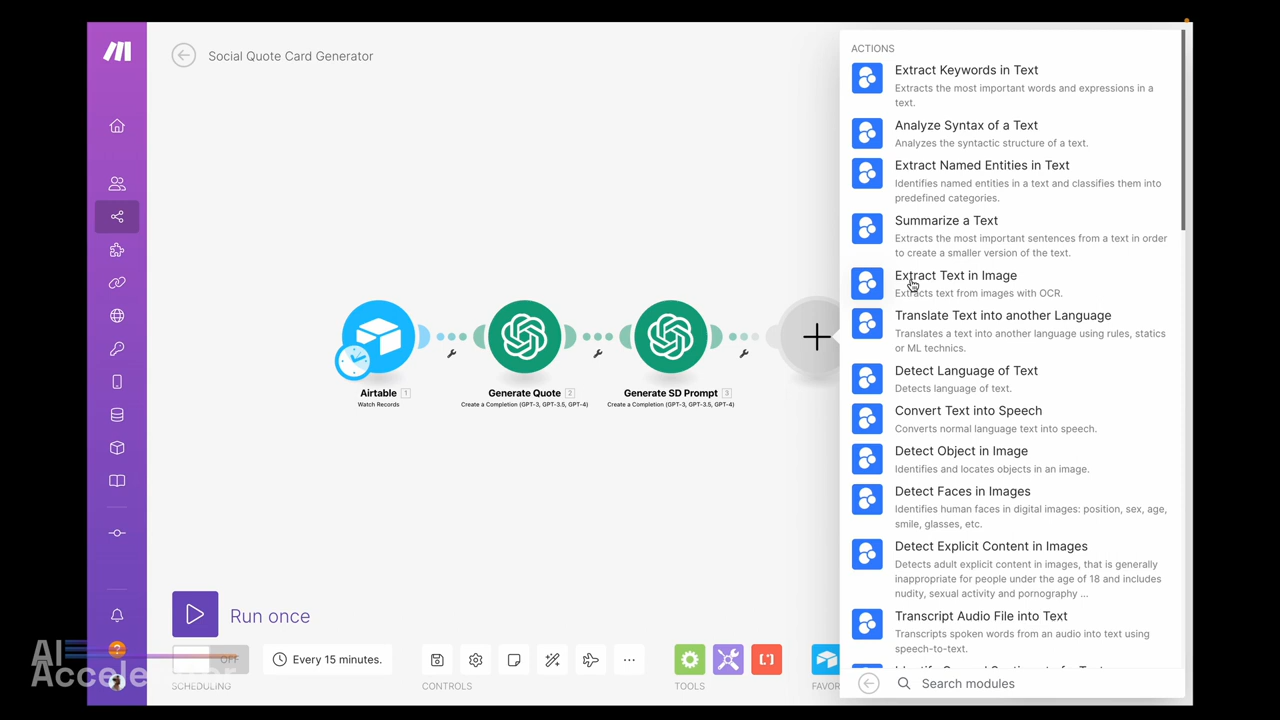 Social Quote Card Generator
Airtable 1
Watch Records
Generate Quote 2
Create a Completion (GPT-3, GPT-3.5, GPT-4)
Generate SD Prompt 3
Create a Completion (GPT-3, GPT-3.5, GPT-4)
ACTIONS
Extract Keywords in Text
Extracts the most important words and expressions in a
text.
Analyze Syntax of a Text
Analyzes the syntactic structure of a text.
Extract Named Entities in Text
Identifies named entities in a text and classifies them into
predefined categories.
Summarize a Text
Extracts the most important sentences from a text in order
to create a smaller version of the text.
Extract Text in Image
Extracts text from images with OCR.
Translate Text into another Language
Translates a text into another language using rules, statics
or ML technics.
Detect Language of Text
Detects language of text.
Convert Text into Speech
Converts normal language text into speech.
Detect Object in Image
Identifies and locates objects in an image.
Detect Faces in Images
Identifies human faces in digital images: position, sex, age,
smile, glasses, etc.
Detect Explicit Content in Images
Detects adult explicit content in images, that is generally
inappropriate for people under the age of 18 and includes
nudity, sexual activity and pornography ...
Transcript Audio File into Text
Transcripts spoken words from an audio into text using
speech-to-text.
Search modules
Run once
OFF
Every 15 minutes.
SCHEDULING
CONTROLS
TOOLS
FAVOR
AI